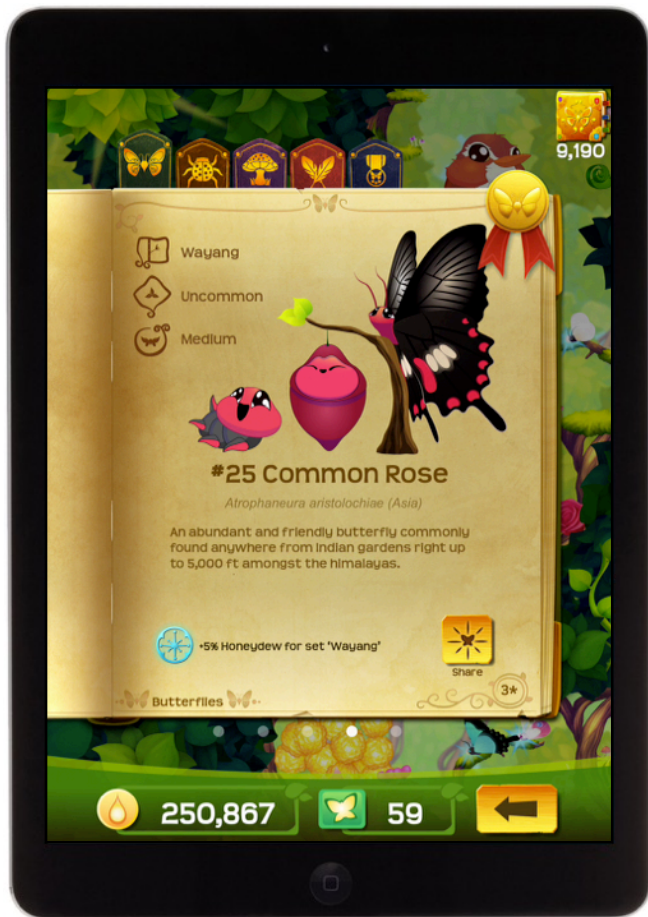 9,190
Wayang
Uncommon
Medium
#25 Common Rose
Atrophaneura aristolochiae (Asia)
An abundant and friendly butterfly commonly
found anywhere from Indian gardens right up
to 5,000 ft amongst the himalayas.
+5% Honeydew for set "Wayang"
Share
3*
Butterflies
250,867
59